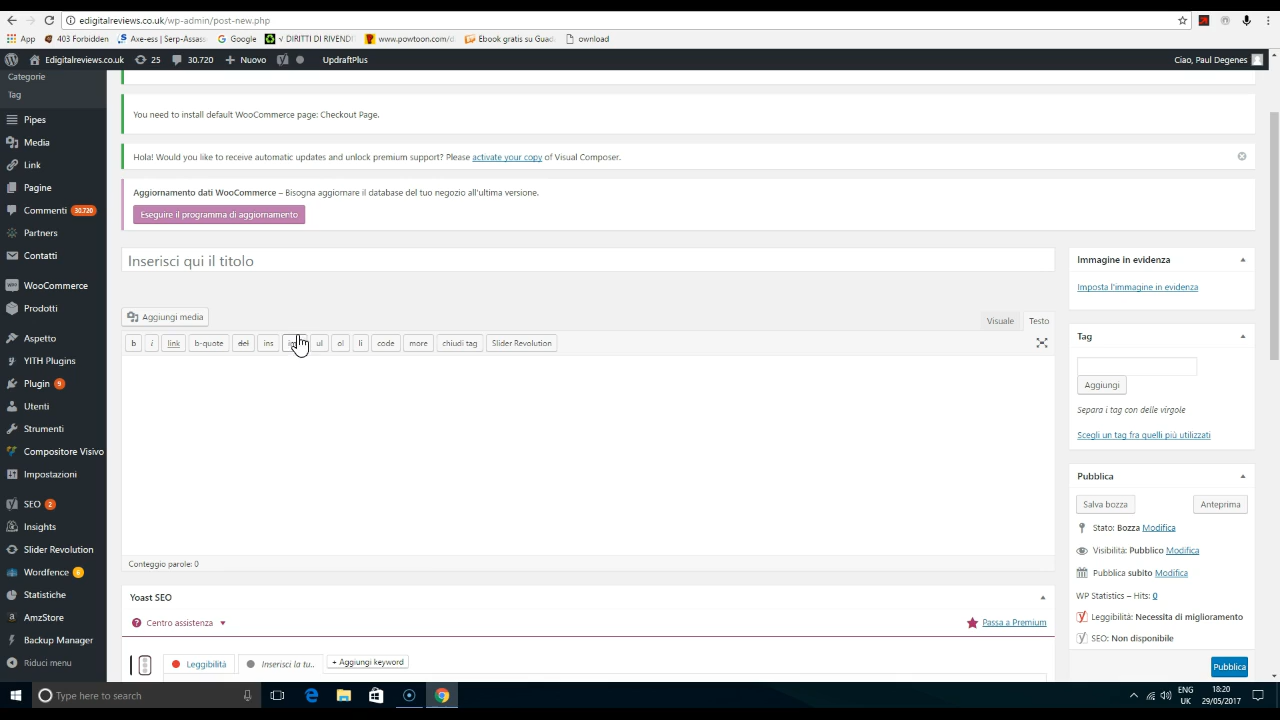 edigitalreviews.co.uk/wp-admin/post-new.php
App
403 Forbidden
Axe-ess | Serp-Assas
Google
√ DIRITTI DI RIVENDI
www.powtoon.com/d
Ebook gratis su Guad
ownload
Edigitalreviews.co.uk
25
30.720
Nuovo
UpdraftPlus
Ciao, Paul Degenes
Categorie
Tag
Pipes
Media
Link
Pagine
Commenti 30.720
Partners
Contatti
WooCommerce
Prodotti
Aspetto
YITH Plugins
Plugin 9
Utenti
Strumenti
Compositore Visivo
Impostazioni
SEO 2
Insights
Slider Revolution
Wordfence 6
Statistiche
AmzStore
Backup Manager
Riduci menu
You need to install default WooCommerce page: Checkout Page.
Hola! Would you like to receive automatic updates and unlock premium support? Please activate your copy of Visual Composer.
Aggiornamento dati WooCommerce – Bisogna aggiornare il database del tuo negozio all'ultima versione.
Eseguire il programma di aggiornamento
Inserisci qui il titolo
Aggiungi media
Visuale Testo
b i link b-quote del ins ul ol li code more chiudi tag Slider Revolution
Conteggio parole: 0
Yoast SEO
Centro assistenza
Passa a Premium
Leggibilità
Inserisci la tu..
+ Aggiungi keyword
Immagine in evidenza
Imposta l'immagine in evidenza
Tag
Aggiungi
Separa i tag con delle virgole
Scegli un tag fra quelli più utilizzati
Pubblica
Salva bozza Anteprima
Stato: Bozza Modifica
Visibilità: Pubblico Modifica
Pubblica subito Modifica
WP Statistics – Hits: 0
Leggibilità: Necessita di miglioramento
SEO: Non disponibile
Pubblica
Type here to search
ENG
UK
18:20
29/05/2017